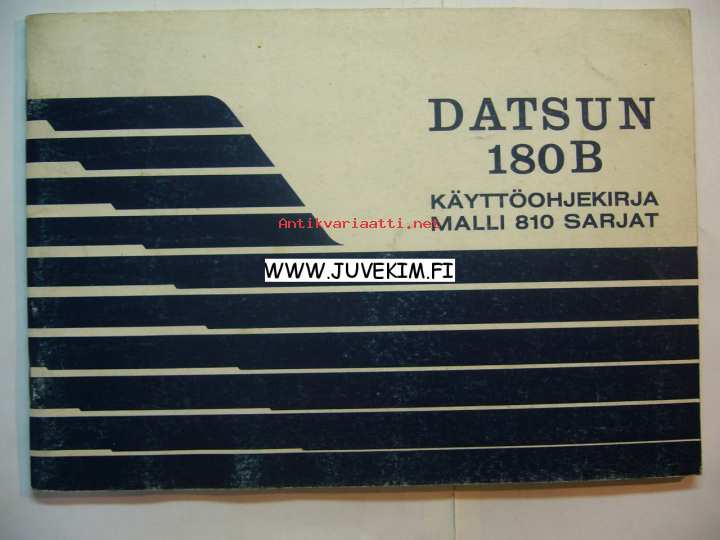 DATSUN
180B
KÄYTTÖOHJEKIRJA
MALLI 810 SARJAT
Antikvariaatti.net
WWW.JUVEKIM.FI